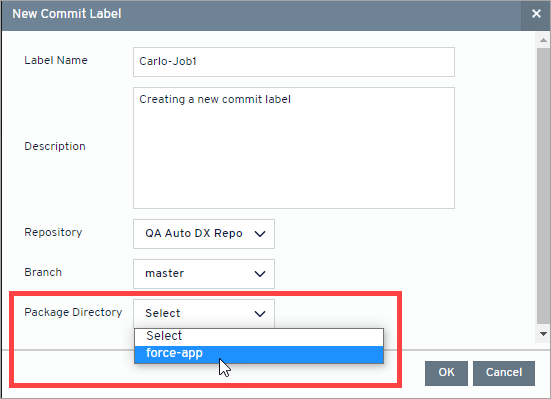 New Commit Label
Label Name
Carlo-Job1
Description
Creating a new commit label
Repository
QA Auto DX Repo
Branch
master
Package Directory
Select
Select
force-app
OK
Cancel